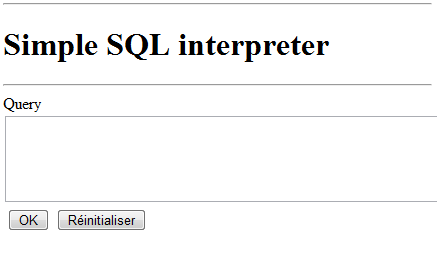 Simple SQL interpreter
Query
OK Réinitialiser